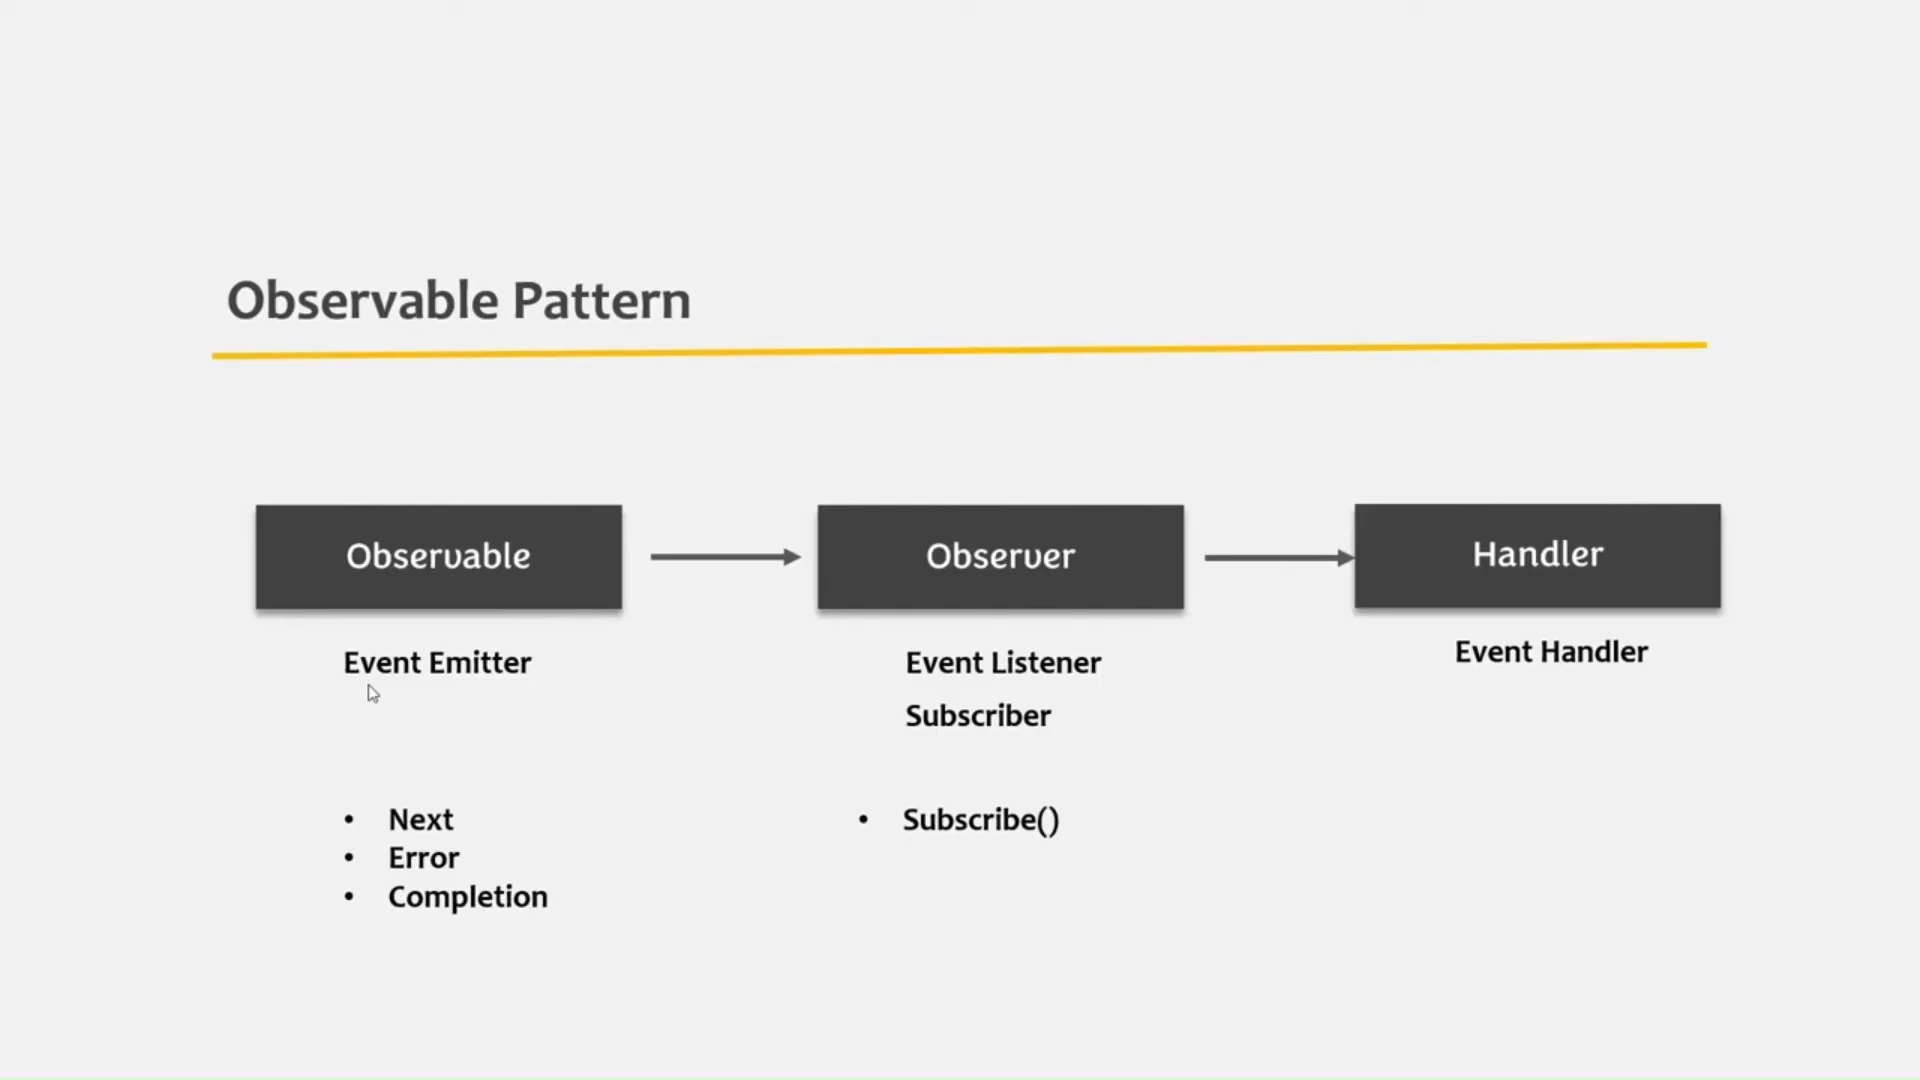 Observable Pattern
Observable
Observer
Handler
Event Emitter
Event Listener
Event Handler
Subscriber
• Next
• Error
• Completion
• Subscribe()